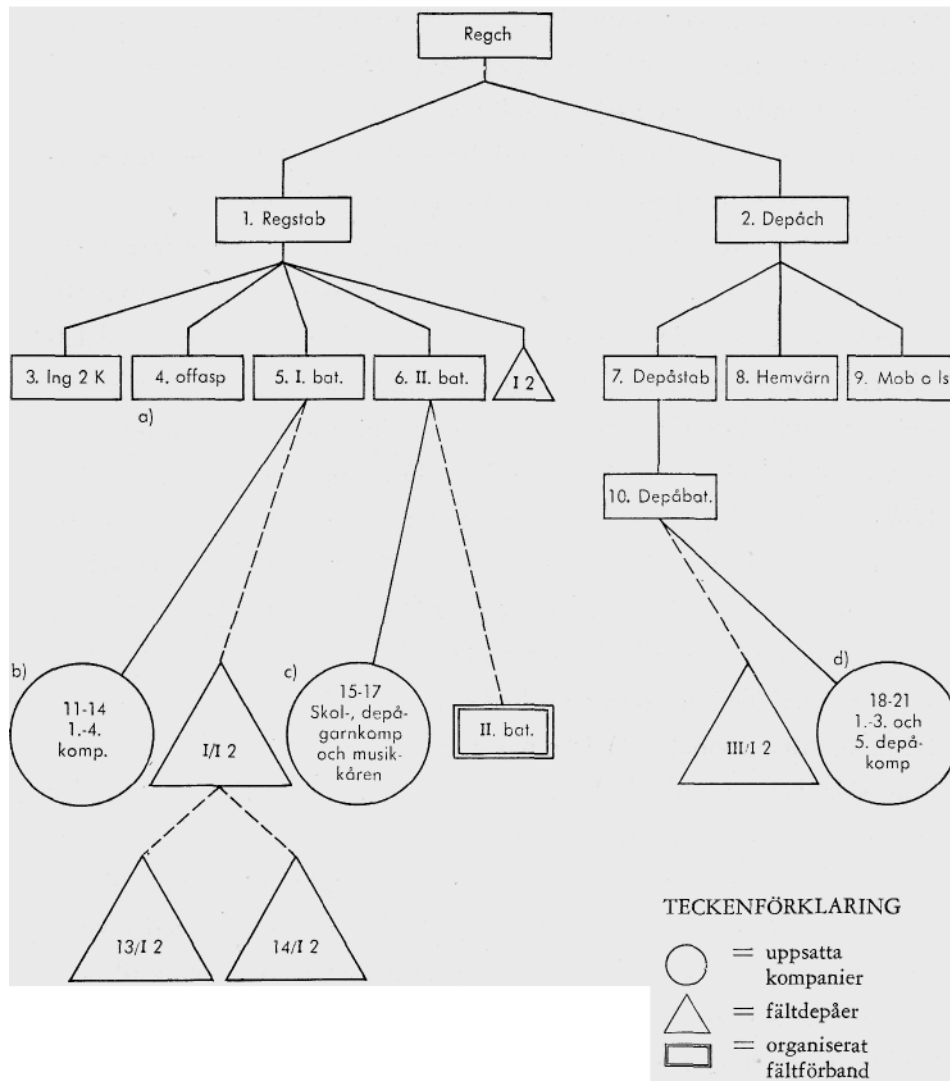 Regch
1. Regstab
2. Depåch
3. Ing 2 K
4. offasp
5. I. bat.
6. II. bat.
I 2
7. Depåstab
8. Hemvärn
9. Mob o Is
a)
10. Depåbat.
b)
11-14
1.-4.
komp.
I/I 2
c)
15-17
Skol-, depå-
garnkomp
och musik-
kåren
II. bat.
III/I 2
d)
18-21
1.-3. och
5. depå-
komp
13/I 2
14/I 2
TECKENFÖRKLARING
= uppsatta
kompanier
= fältdepåer
= organiserat
fältförband